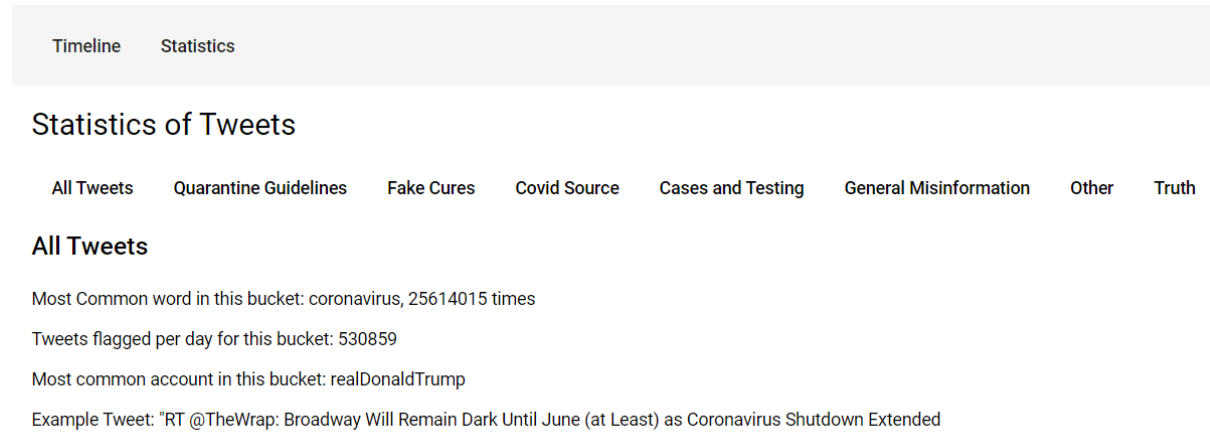 Timeline Statistics
Statistics of Tweets
All Tweets Quarantine Guidelines Fake Cures Covid Source Cases and Testing General Misinformation Other Truth
All Tweets
Most Common word in this bucket: coronavirus, 25614015 times
Tweets flagged per day for this bucket: 530859
Most common account in this bucket: realDonaldTrump
Example Tweet: "RT @TheWrap: Broadway Will Remain Dark Until June (at Least) as Coronavirus Shutdown Extended